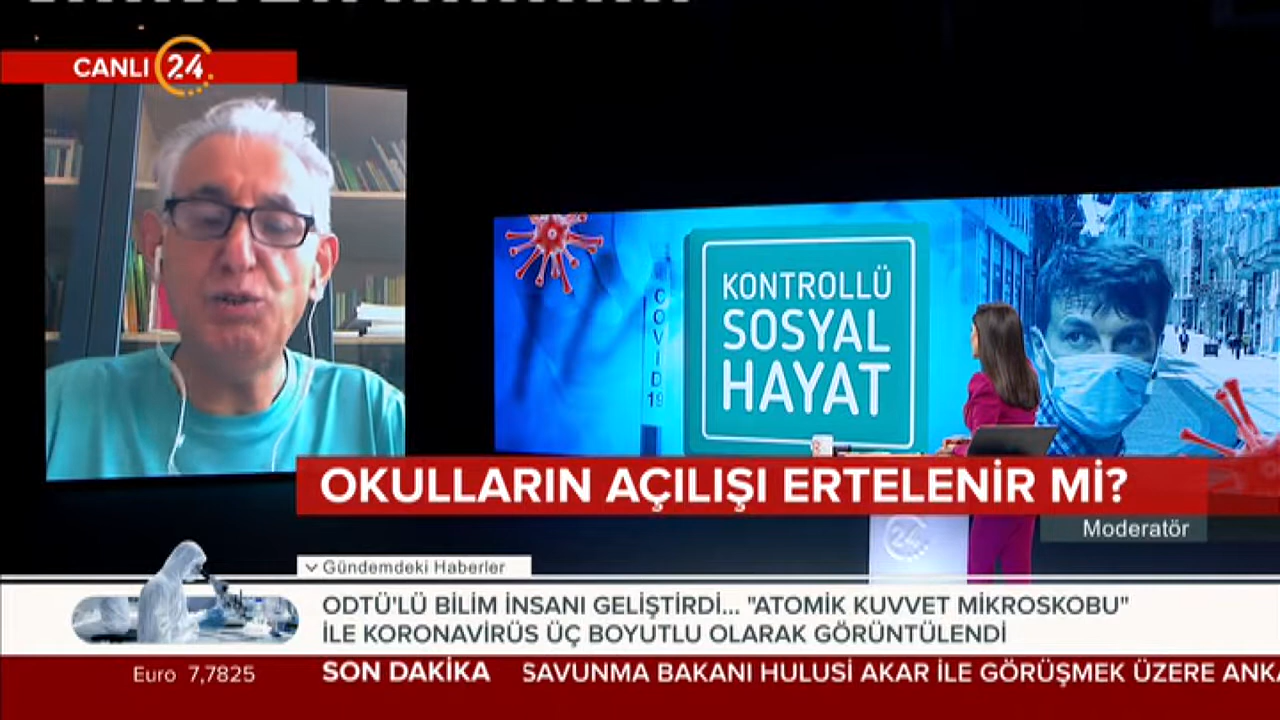 CANLI 24
KONTROLLÜ
SOSYAL
HAYAT
COVID
19
OKULLARIN AÇILIŞI ERTELENİR Mİ?
Moderatör
24
Gündemdeki Haberler
ODTÜ'LÜ BİLİM İNSANI GELİŞTİRDİ... "ATOMİK KUVVET MİKROSKOBU"
İLE KORONAVİRÜS ÜÇ BOYUTLU OLARAK GÖRÜNTÜLENDİ
Euro 7,7825 SON DAKİKA SAVUNMA BAKANI HULUSİ AKAR İLE GÖRÜŞMEK ÜZERE ANKA